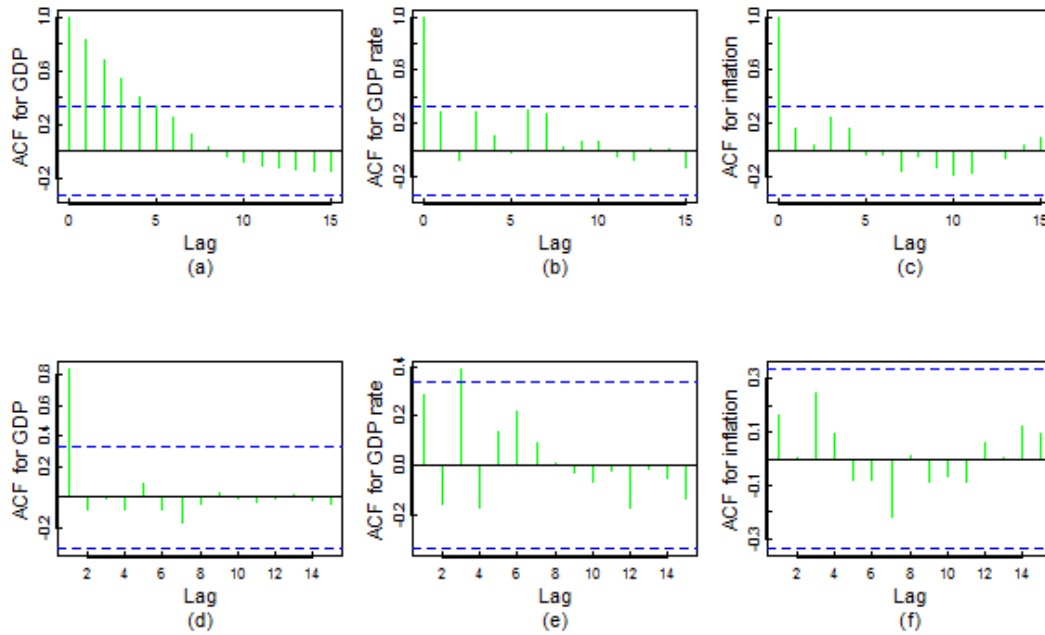 ACF for GDP
-0.2 0.2 0.6 1.0
0 5 10 15
Lag
(a)
ACF for GDP rate
-0.2 0.2 0.6 1.0
0 5 10 15
Lag
(b)
ACF for inflation
-0.2 0.2 0.6 1.0
0 5 10 15
Lag
(c)
ACF for GDP
-0.2 0.2 0.4 0.6 0.8
2 4 6 8 10 12 14
Lag
(d)
ACF for GDP rate
-0.2 0.0 0.2 0.4
2 4 6 8 10 12 14
Lag
(e)
ACF for inflation
-0.3 -0.1 0.1 0.3
2 4 6 8 10 12 14
Lag
(f)